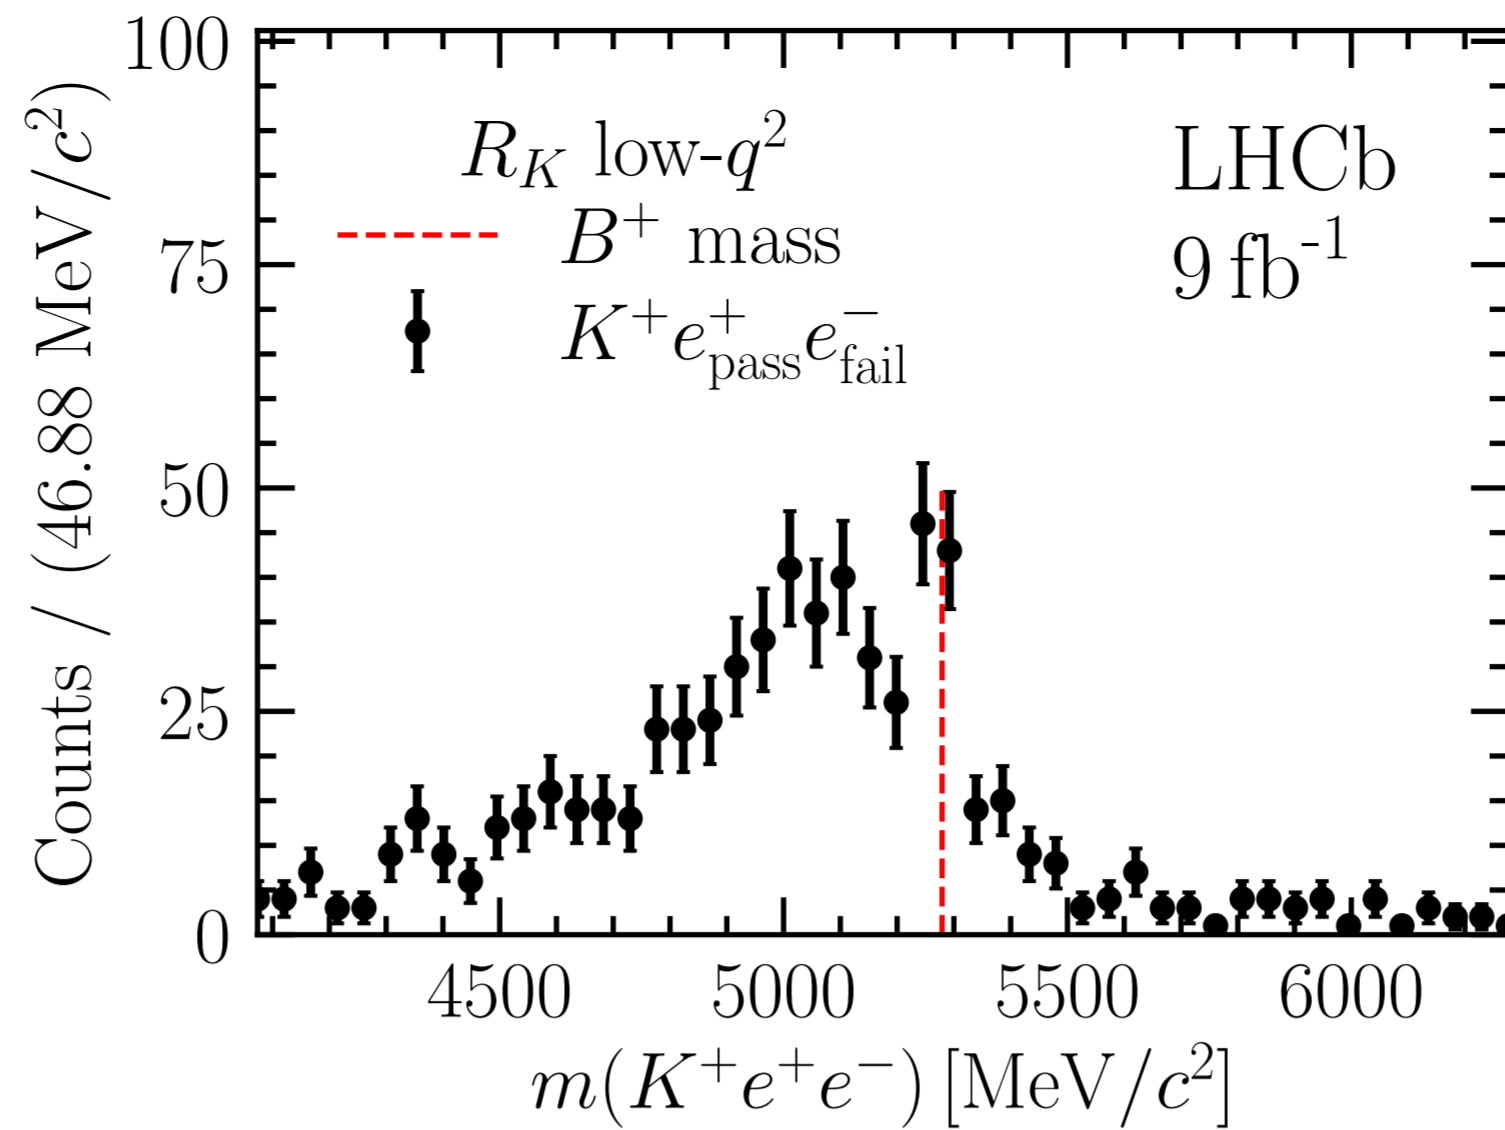 Counts / (46.88 MeV/c²)
100
75
50
25
0
R_K low-q²
B⁺ mass
K⁺e⁺_pass e⁻_fail
LHCb
9 fb⁻¹
4500 5000 5500 6000
m(K⁺e⁺e⁻) [MeV/c²]